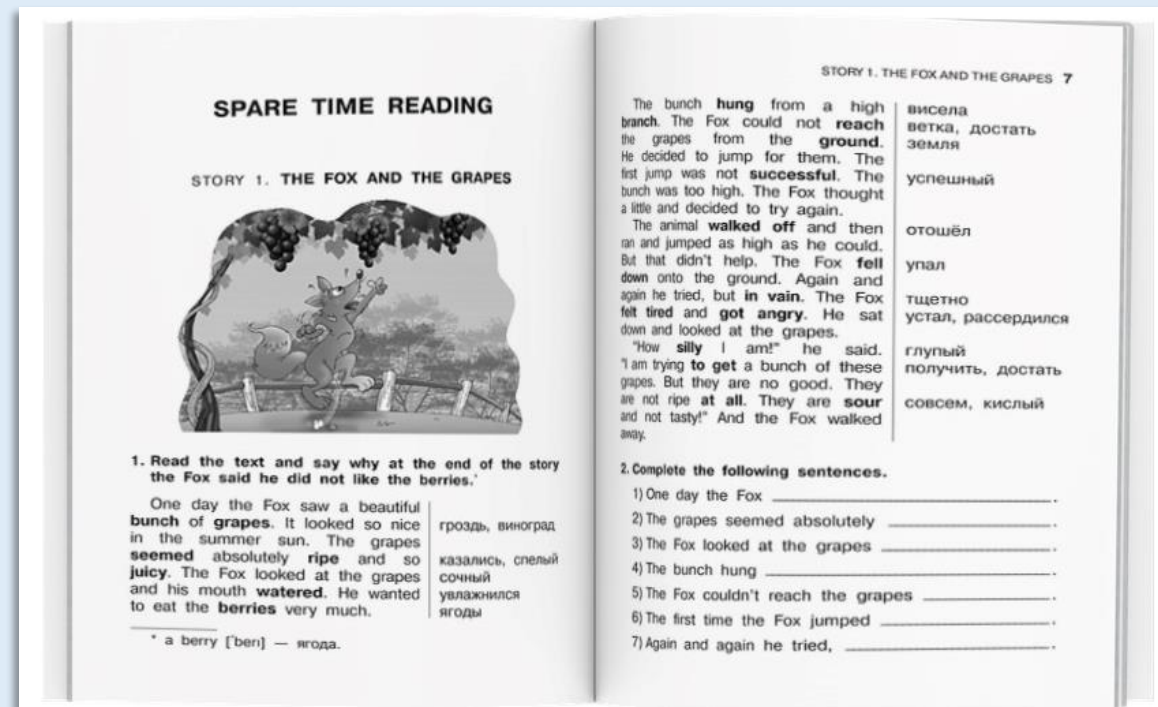 SPARE TIME READING
STORY 1. THE FOX AND THE GRAPES
1. Read the text and say why at the end of the story
the Fox said he did not like the berries.*
One day the Fox saw a beautiful
bunch of grapes. It looked so nice
in the summer sun. The grapes
seemed absolutely ripe and so
juicy. The Fox looked at the grapes
and his mouth watered. He wanted
to eat the berries very much.
гроздь, виноград
казались, спелый
сочный
увлажнился
ягоды
* a berry [ˈberı] — ягода.
STORY 1. THE FOX AND THE GRAPES 7
The bunch hung from a high
branch. The Fox could not reach
the grapes from the ground.
He decided to jump for them. The
first jump was not successful. The
bunch was too high. The Fox thought
a little and decided to try again.
The animal walked off and then
ran and jumped as high as he could.
But that didn't help. The Fox fell
down onto the ground. Again and
again he tried, but in vain. The Fox
felt tired and got angry. He sat
down and looked at the grapes.
"How silly I am!" he said.
"I am trying to get a bunch of these
grapes. But they are no good. They
are not ripe at all. They are sour
and not tasty!" And the Fox walked
away.
висела
ветка, достать
земля
успешный
отошёл
упал
тщетно
устал, рассердился
глупый
получить, достать
совсем, кислый
2. Complete the following sentences.
1) One day the Fox ____.
2) The grapes seemed absolutely ____.
3) The Fox looked at the grapes ____.
4) The bunch hung ____.
5) The Fox couldn't reach the grapes ____.
6) The first time the Fox jumped ____.
7) Again and again he tried, ____.